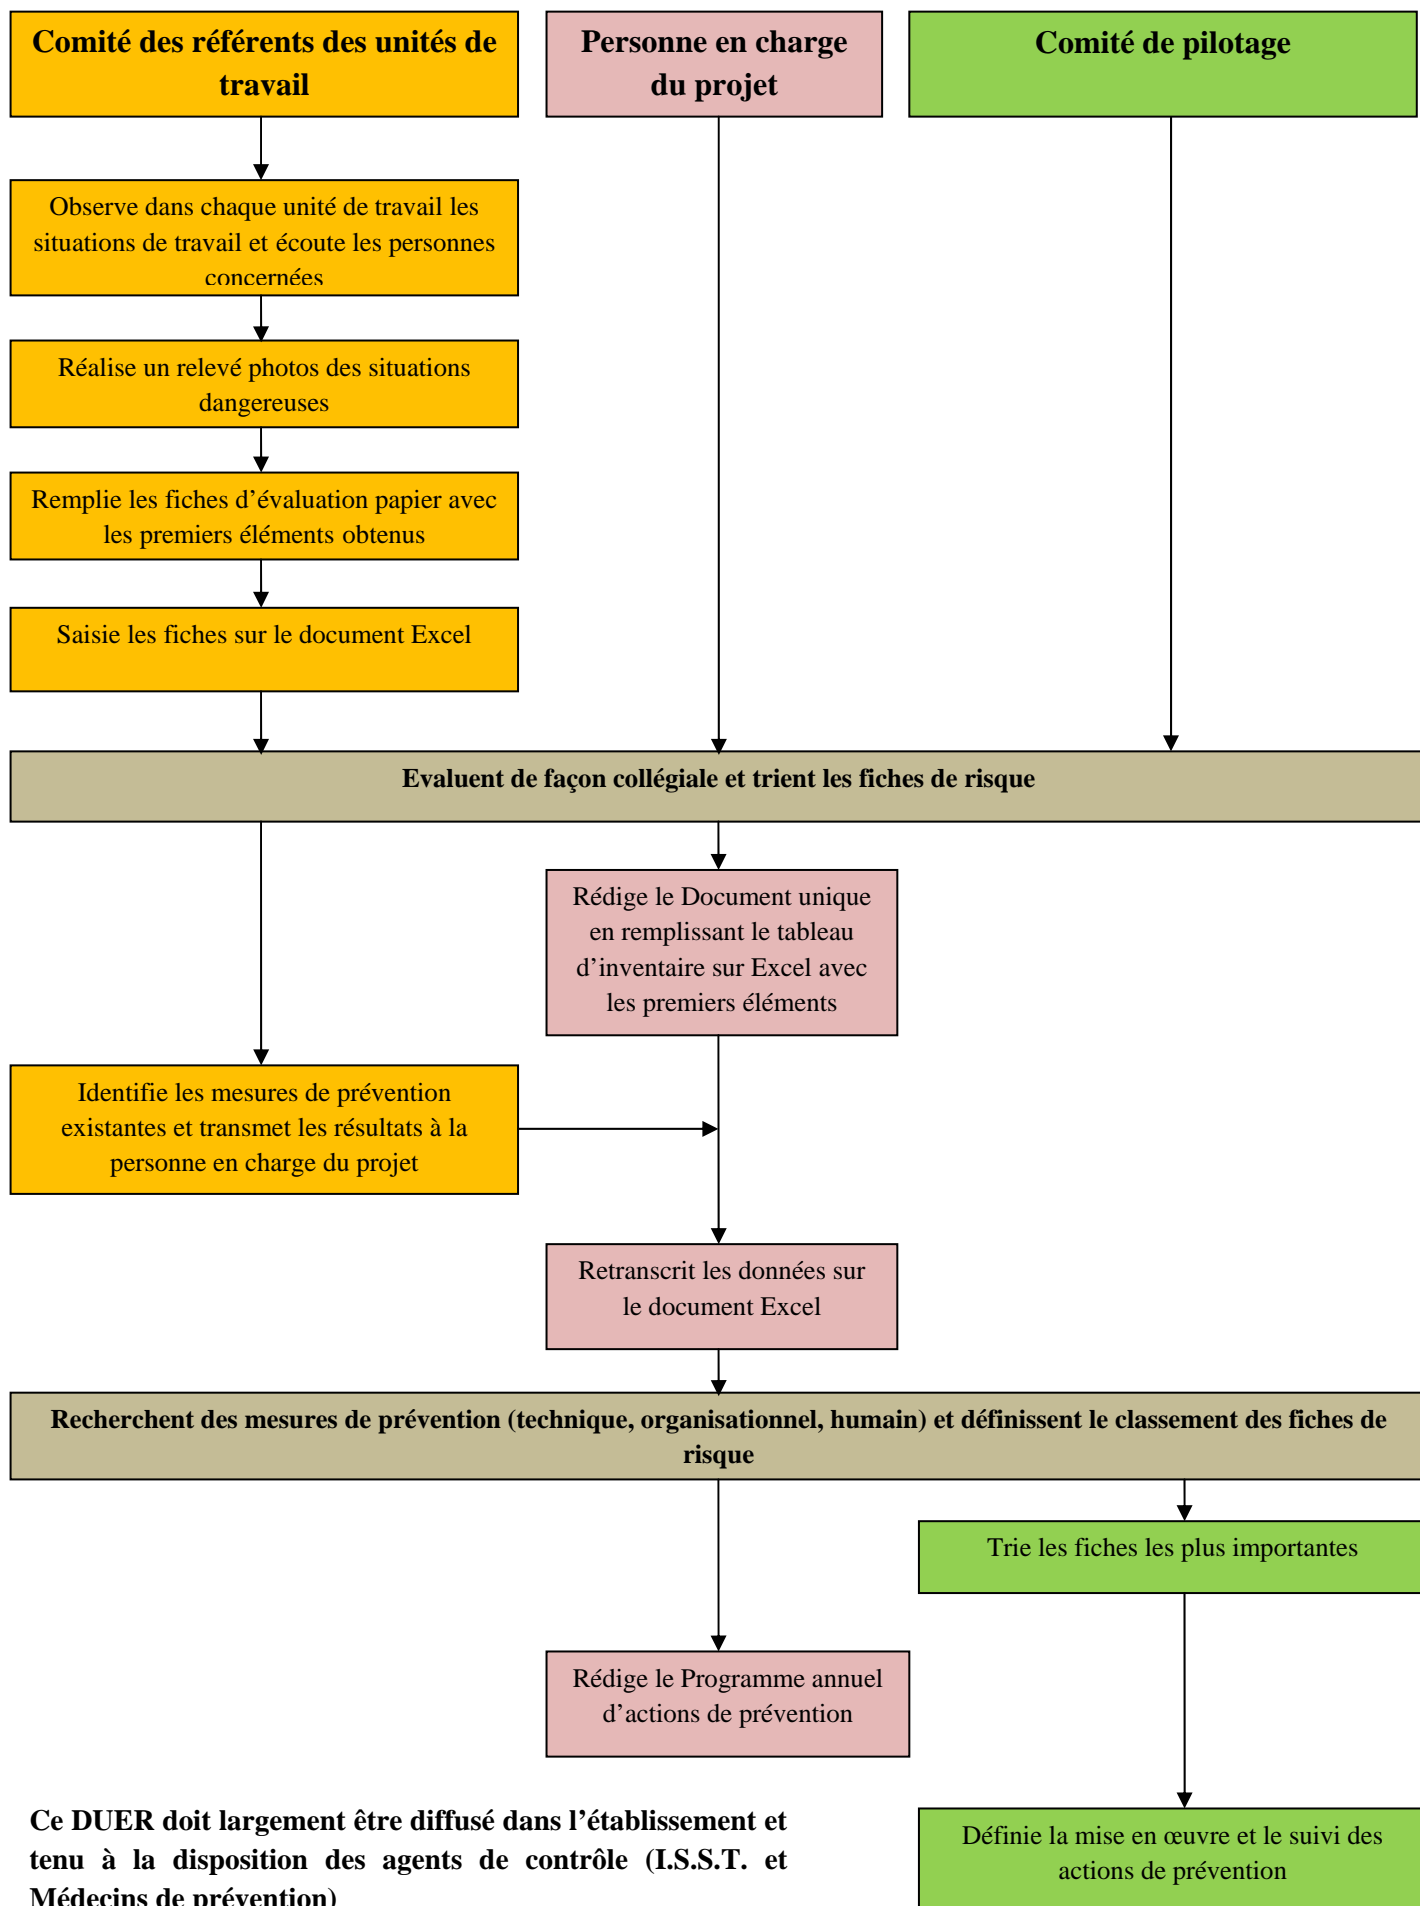 Comité des référents des unités de
travail
Personne en charge
du projet
Comité de pilotage
Observe dans chaque unité de travail les
situations de travail et écoute les personnes
concernées
Réalise un relevé photos des situations
dangereuses
Remplie les fiches d’évaluation papier avec
les premiers éléments obtenus
Saisie les fiches sur le document Excel
Evaluent de façon collégiale et trient les fiches de risque
Rédige le Document unique
en remplissant le tableau
d’inventaire sur Excel avec
les premiers éléments
Identifie les mesures de prévention
existantes et transmet les résultats à la
personne en charge du projet
Retranscrit les données sur
le document Excel
Recherchent des mesures de prévention (technique, organisationnel, humain) et définissent le classement des fiches de
risque
Trie les fiches les plus importantes
Rédige le Programme annuel
d’actions de prévention
Ce DUER doit largement être diffusé dans l’établissement et
tenu à la disposition des agents de contrôle (I.S.S.T. et
Médecins de prévention)
Définie la mise en œuvre et le suivi des
actions de prévention